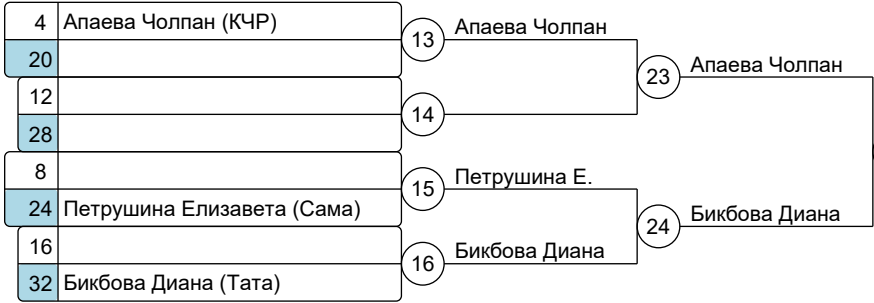 4 Апаева Чолпан (КЧР)
20
12
28
8
24 Петрушина Елизавета (Сама)
16
32 Бикбова Диана (Тата)
13 Апаева Чолпан
14
15 Петрушина Е.
16 Бикбова Диана
23 Апаева Чолпан
24 Бикбова Диана